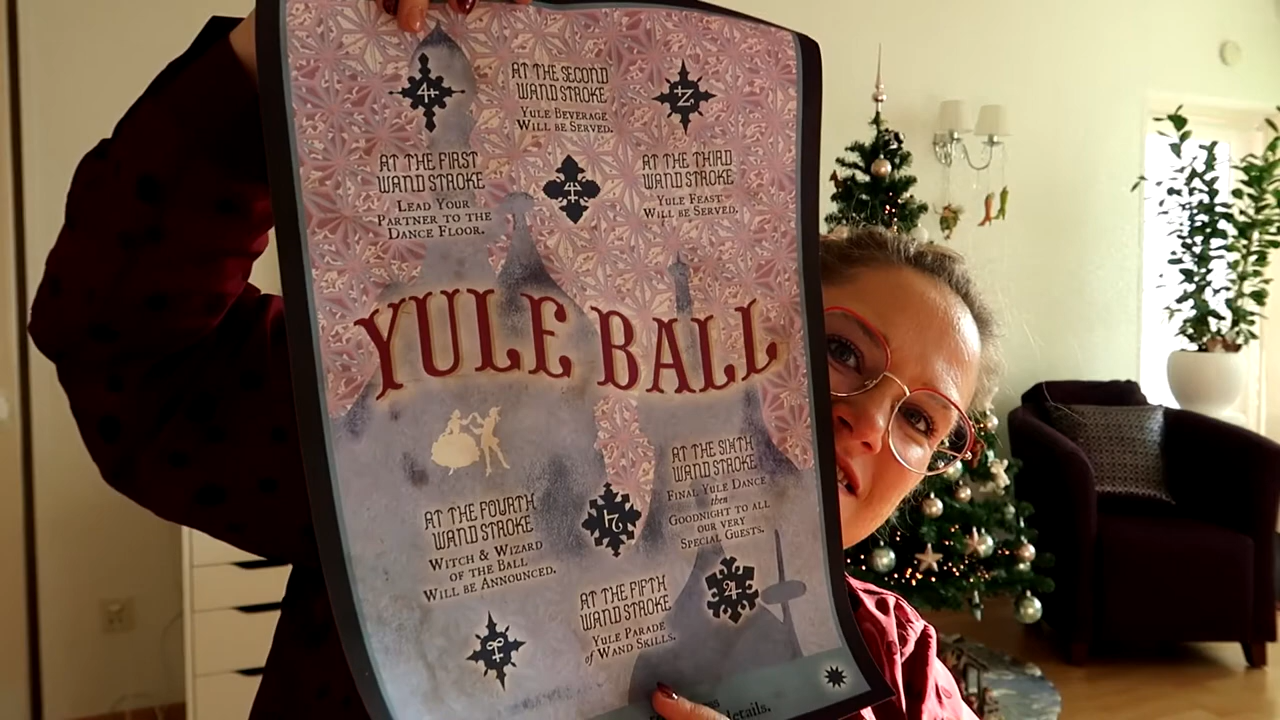 AT THE FIRST
WAND STROKE
LEAD YOUR
PARTNER TO THE
DANCE FLOOR.
AT THE SECOND
WAND STROKE
YULE BEVERAGE
WILL BE SERVED.
AT THE THIRD
WAND STROKE
YULE FEAST
WILL BE SERVED.
YULE BALL
AT THE FOURTH
WAND STROKE
WITCH & WIZARD
OF THE BALL
WILL BE ANNOUNCED.
AT THE FIFTH
WAND STROKE
YULE PARADE
of WAND SKILLS.
AT THE SIXTH
WAND STROKE
FINAL YULE DANCE
then
GOODNIGHT TO ALL
OUR VERY
SPECIAL GUESTS.
details.